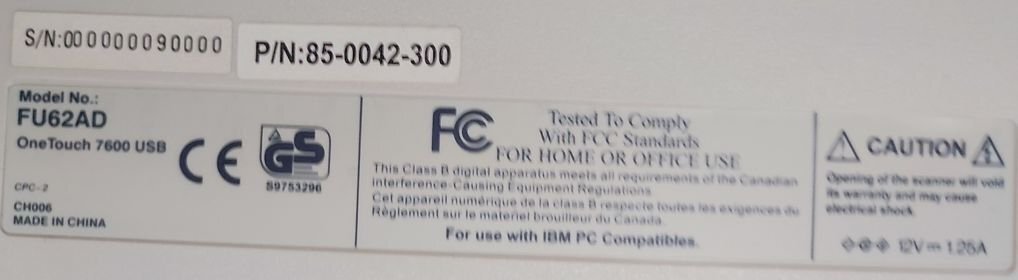 S/N:000000090000
P/N:85-0042-300
Model No.:
FU62AD
OneTouch 7600 USB
CE
GS
S9753296
CPC-2
CH006
MADE IN CHINA
FC
Tested To Comply
With FCC Standards
FOR HOME OR OFFICE USE
This Class B digital apparatus meets all requirements of the Canadian
Interference-Causing Equipment Regulations.
Cet appareil numérique de la class B respecte toutes les exigences du
Règlement sur le matériel brouilleur du Canada.
For use with IBM PC Compatibles.
CAUTION
Opening of the scanner will void
its warranty and may cause
electrical shock.
12V 1.25A